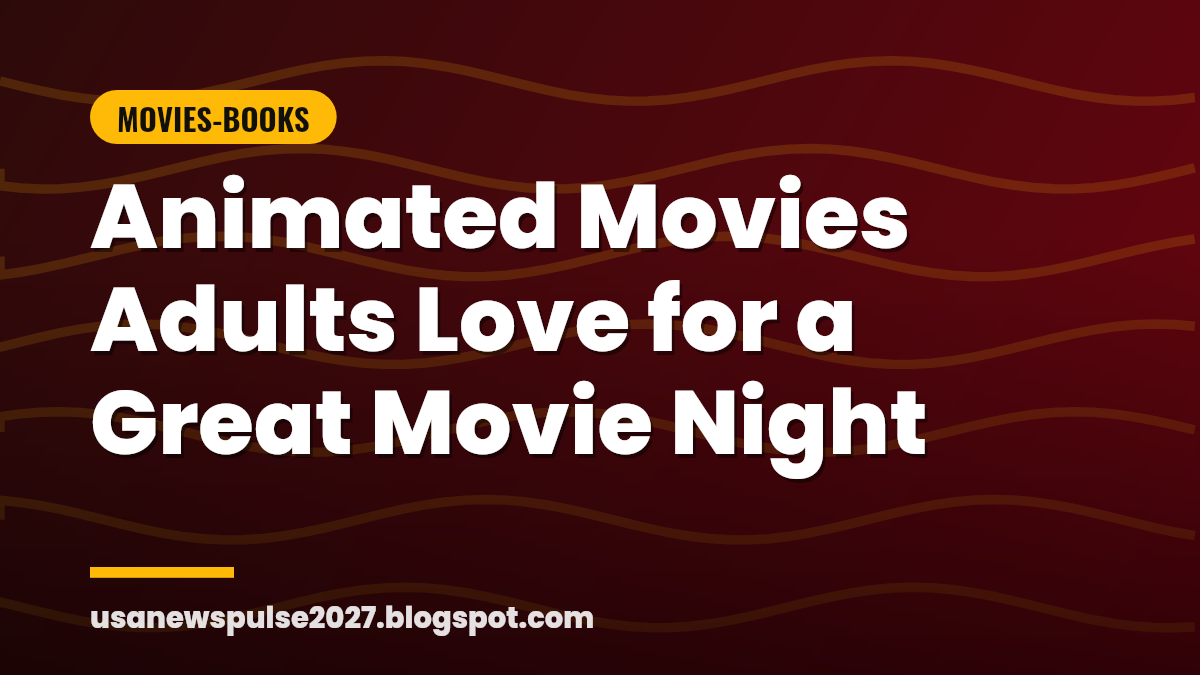 MOVIES-BOOKS
Animated Movies
Adults Love for a
Great Movie Night
usanewspulse2027.blogspot.com